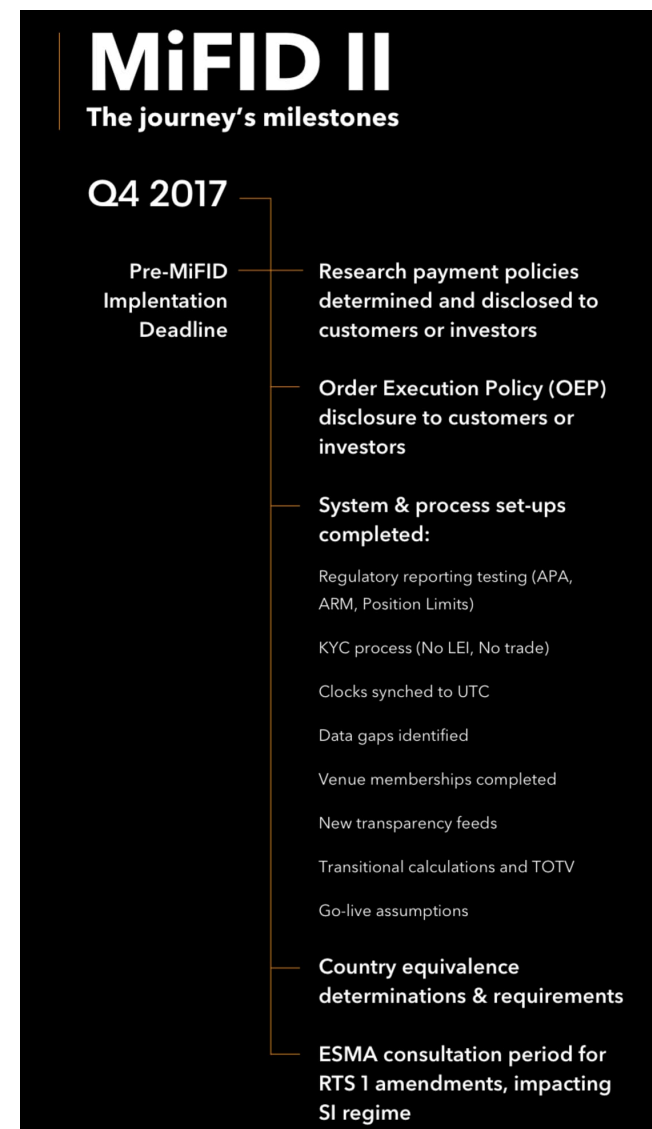 MiFID II
The journey's milestones
Q4 2017
Pre-MiFID
Implentation
Deadline
Research payment policies
determined and disclosed to
customers or investors
Order Execution Policy (OEP)
disclosure to customers or
investors
System & process set-ups
completed:
Regulatory reporting testing (APA,
ARM, Position Limits)
KYC process (No LEI, No trade)
Clocks synched to UTC
Data gaps identified
Venue memberships completed
New transparency feeds
Transitional calculations and TOTV
Go-live assumptions
Country equivalence
determinations & requirements
ESMA consultation period for
RTS 1 amendments, impacting
SI regime